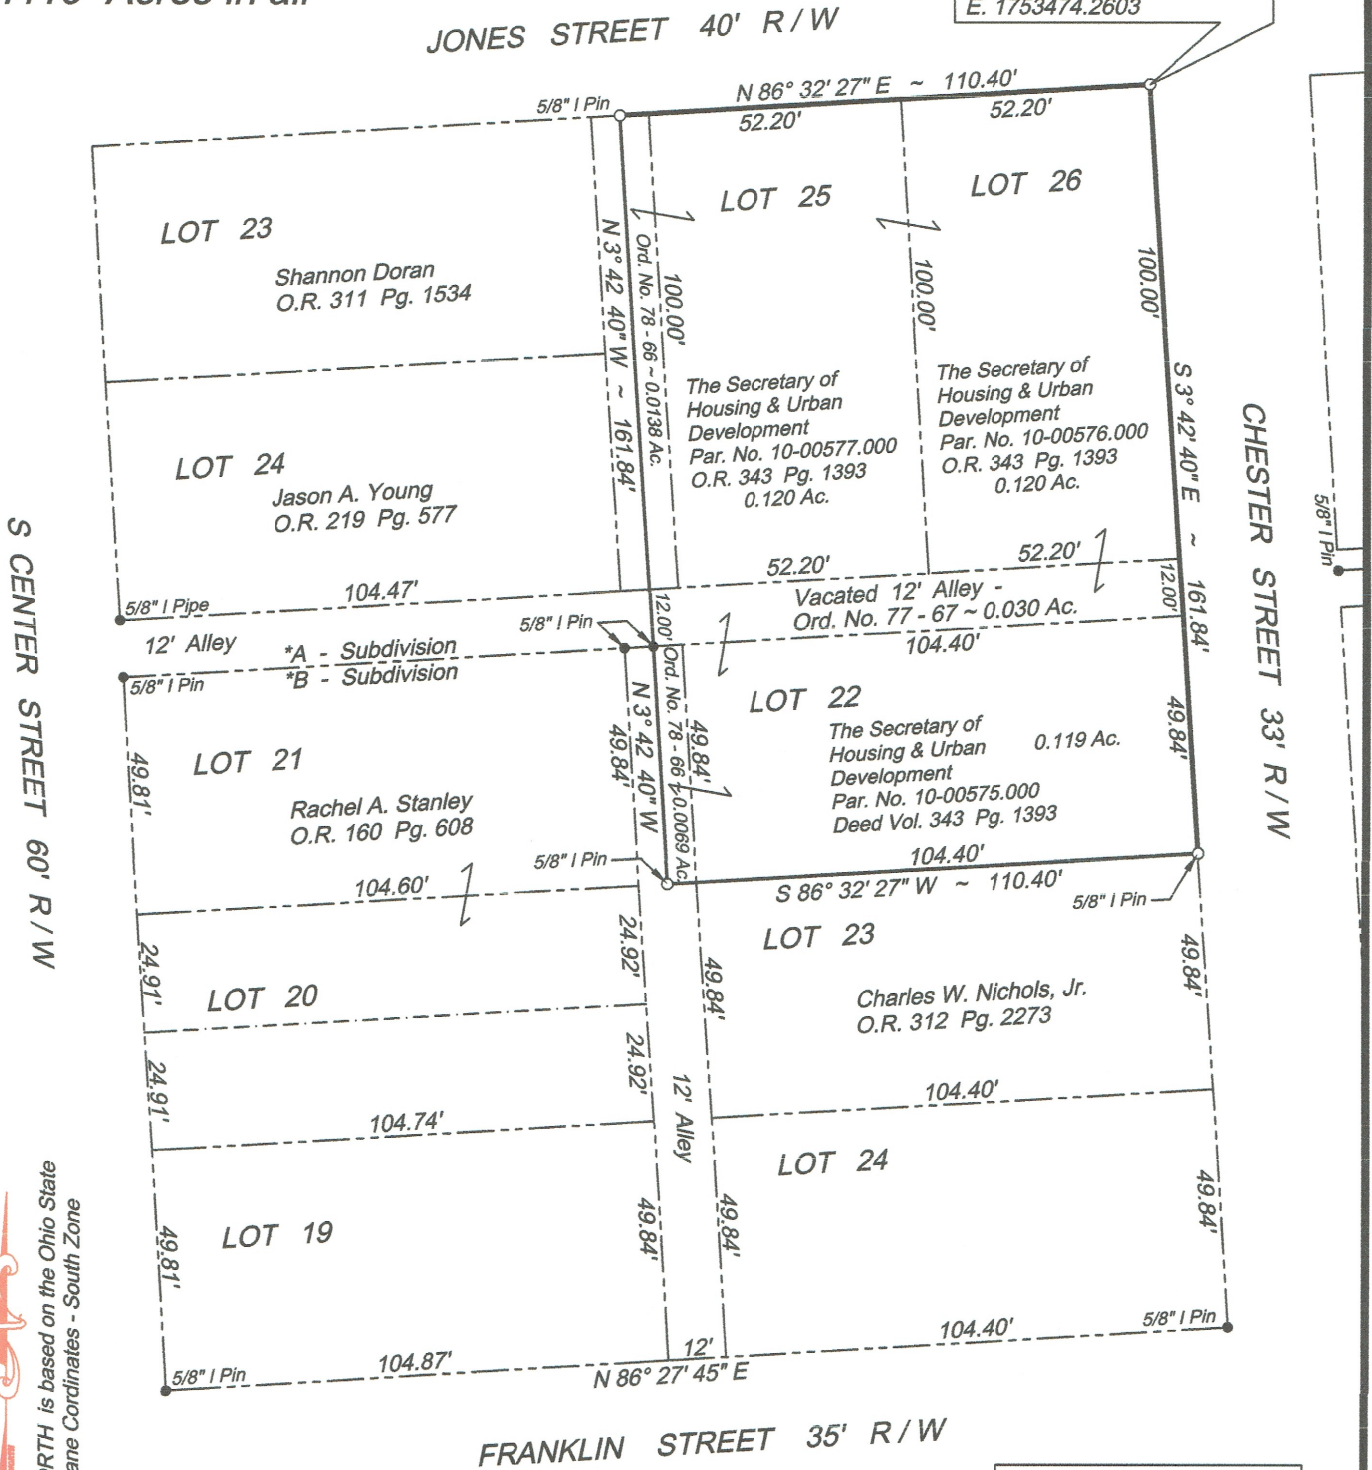 Acres in all
E. 1753474.2603
JONES STREET 40' R/W
N 86° 32' 27" E ~ 110.40'
5/8" I Pin
52.20'
52.20'
LOT 23
Shannon Doran
O.R. 311 Pg. 1534
LOT 25
LOT 26
N 3° 42 40" W ~ 161.84'
Ord. No. 78 - 66 ~ 0.0138 Ac.
100.00'
100.00'
100.00'
The Secretary of
Housing & Urban
Development
Par. No. 10-00577.000
O.R. 343 Pg. 1393
0.120 Ac.
The Secretary of
Housing & Urban
Development
Par. No. 10-00576.000
O.R. 343 Pg. 1393
0.120 Ac.
S 3° 42' 40" E ~ 161.84'
CHESTER STREET 33' R/W
5/8" I Pin
LOT 24
Jason A. Young
O.R. 219 Pg. 577
S CENTER STREET 60' R/W
104.47'
52.20'
52.20'
5/8" I Pipe
12' Alley
5/8" I Pin
12.00'
Vacated 12' Alley -
Ord. No. 77 - 67 ~ 0.030 Ac.
12.00'
104.40'
*A - Subdivision
*B - Subdivision
5/8" I Pin
LOT 21
Rachel A. Stanley
O.R. 160 Pg. 608
49.81'
49.84'
N 3° 42 40" W
Ord. No. 78 - 66 ~ 0.0069 Ac.
49.84'
LOT 22
The Secretary of
Housing & Urban
Development
Par. No. 10-00575.000
Deed Vol. 343 Pg. 1393
0.119 Ac.
49.84'
5/8" I Pin
104.40'
S 86° 32' 27" W ~ 110.40'
5/8" I Pin
104.60'
24.91'
LOT 20
24.92'
LOT 23
Charles W. Nichols, Jr.
O.R. 312 Pg. 2273
49.84'
49.84'
24.91'
24.92'
12' Alley
104.74'
104.40'
LOT 19
LOT 24
49.81'
49.84'
49.84'
49.84'
5/8" I Pin
104.87'
12'
104.40'
5/8" I Pin
N 86° 27' 45" E
FRANKLIN STREET 35' R/W
RTH is based on the Ohio State
ane Cordinates - South Zone